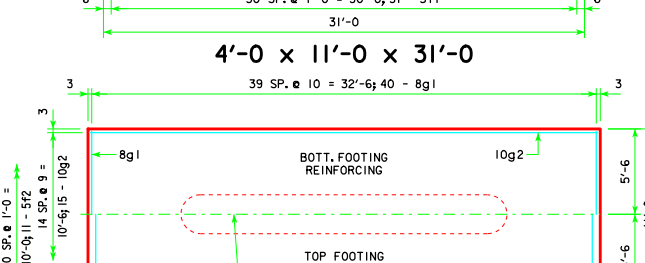 31'-0
4'-0 x 11'-0 x 31'-0
39 SP. @ 10 = 32'-6; 40 - 8g1
3
3
3
8g1
BOTT. FOOTING
REINFORCING
10g2
5'-6
14 SP. @ 9 =
10'-6; 15 - 10g2
0 SP. @ 1'-0 =
10'-0; 11 - 5f2
TOP FOOTING
'-6